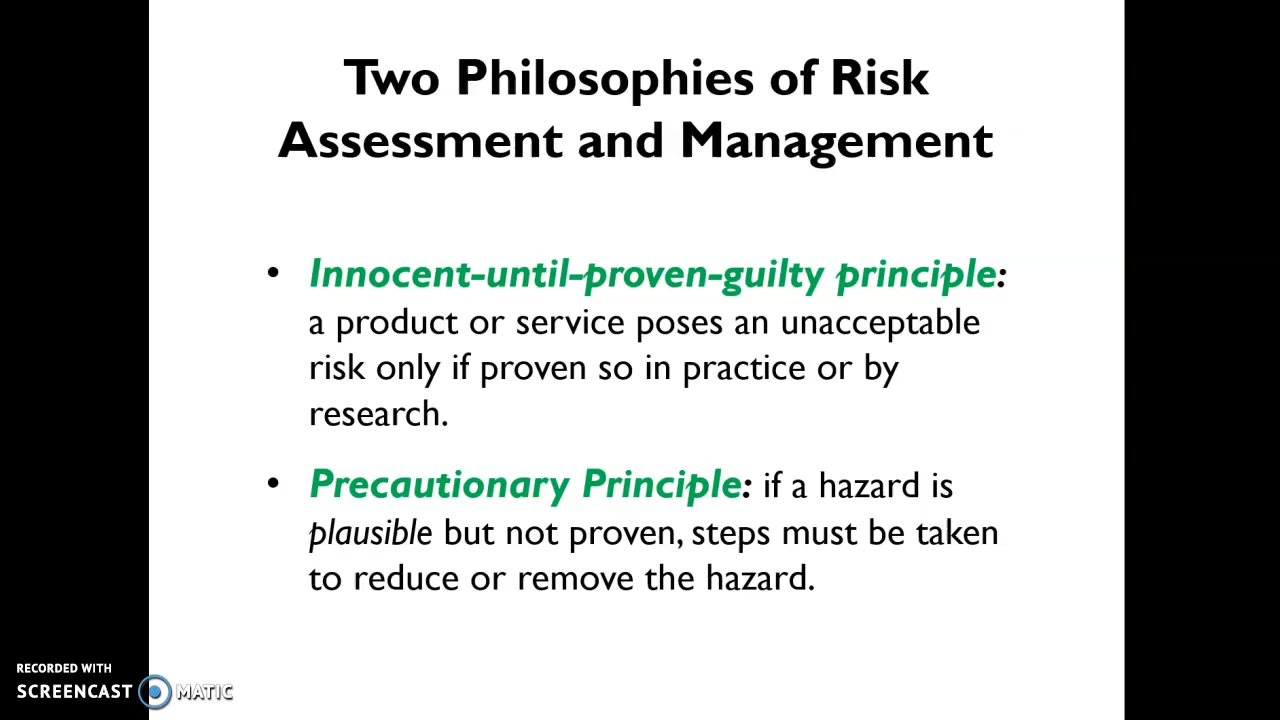 Two Philosophies of Risk
Assessment and Management
• Innocent-until-proven-guilty principle:
a product or service poses an unacceptable
risk only if proven so in practice or by
research.
• Precautionary Principle: if a hazard is
plausible but not proven, steps must be taken
to reduce or remove the hazard.
RECORDED WITH
SCREENCAST MATIC